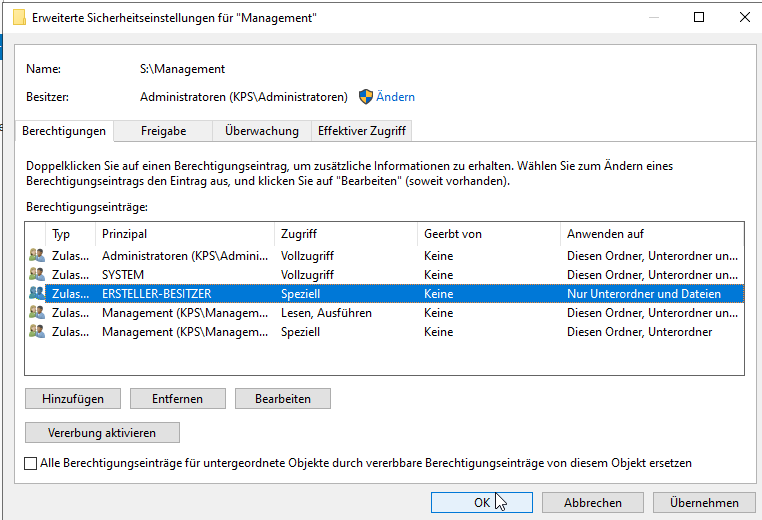 Erweiterte Sicherheitseinstellungen für "Management"
Name: S:\Management
Besitzer: Administratoren (KPS\Administratoren) Ändern
Berechtigungen Freigabe Überwachung Effektiver Zugriff
Doppelklicken Sie auf einen Berechtigungseintrag, um zusätzliche Informationen zu erhalten. Wählen Sie zum Ändern eines
Berechtigungseintrags den Eintrag aus, und klicken Sie auf "Bearbeiten" (soweit vorhanden).
Berechtigungseinträge:
Typ Prinzipal Zugriff Geerbt von Anwenden auf
Zulas... Administratoren (KPS\Admini... Vollzugriff Keine Diesen Ordner, Unterordner un...
Zulas... SYSTEM Vollzugriff Keine Diesen Ordner, Unterordner un...
Zulas... ERSTELLER-BESITZER Speziell Keine Nur Unterordner und Dateien
Zulas... Management (KPS\Managem... Lesen, Ausführen Keine Diesen Ordner, Unterordner un...
Zulas... Management (KPS\Managem... Speziell Keine Diesen Ordner, Unterordner
Hinzufügen Entfernen Bearbeiten
Vererbung aktivieren
Alle Berechtigungseinträge für untergeordnete Objekte durch vererbbare Berechtigungseinträge von diesem Objekt ersetzen
OK Abbrechen Übernehmen